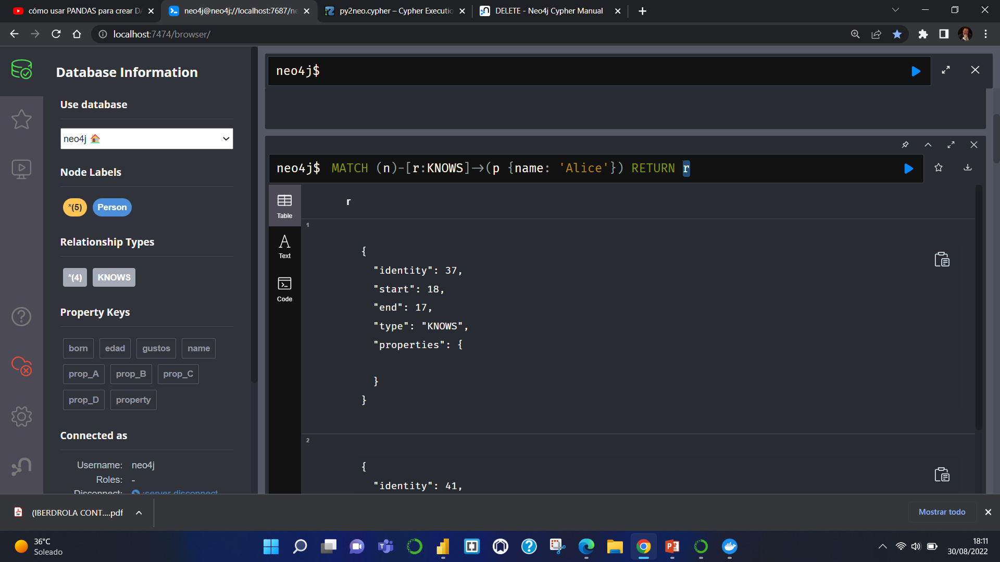 cómo usar PANDAS para crear DA
neo4j@neo4j://localhost:7687/ne
py2neo.cypher – Cypher Executio
DELETE - Neo4j Cypher Manual
localhost:7474/browser/
Database Information
Use database
neo4j
Node Labels
*(5) Person
Relationship Types
*(4) KNOWS
Property Keys
born edad gustos name
prop_A prop_B prop_C
prop_D property
Connected as
Username: neo4j
Roles: -
Disconnect: :server disconnect
neo4j$
neo4j$ MATCH (n)-[r:KNOWS]→(p {name: 'Alice'}) RETURN r
Table
Text
Code
r
1
{
"identity": 37,
"start": 18,
"end": 17,
"type": "KNOWS",
"properties": {
}
}
2
{
"identity": 41,
(IBERDROLA CONT....pdf
Mostrar todo
36°C
Soleado
18:11
30/08/2022